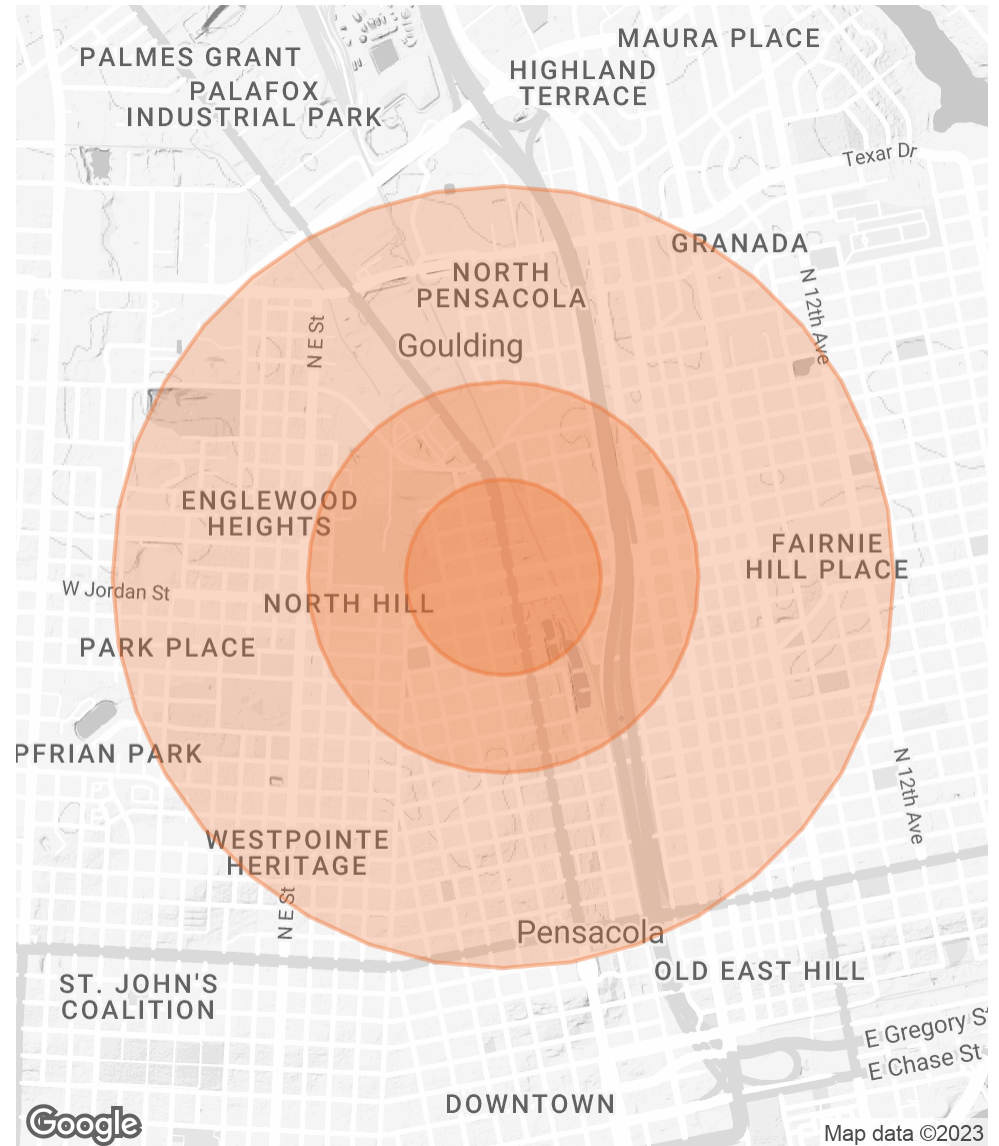 MAURA PLACE
PALMES GRANT
HIGHLAND
TERRACE
PALAFOX
INDUSTRIAL PARK
Texar Dr
GRANADA
NORTH
PENSACOLA
N 12th Ave
N E St
Goulding
ENGLEWOOD
HEIGHTS
FAIRNIE
HILL PLACE
W Jordan St
NORTH HILL
PARK PLACE
PFRIAN PARK
N 12th Ave
WESTPOINTE
HERITAGE
N E St
Pensacola
OLD EAST HILL
ST. JOHN'S
COALITION
E Gregory S
E Chase St
DOWNTOWN
Google
Map data ©2023